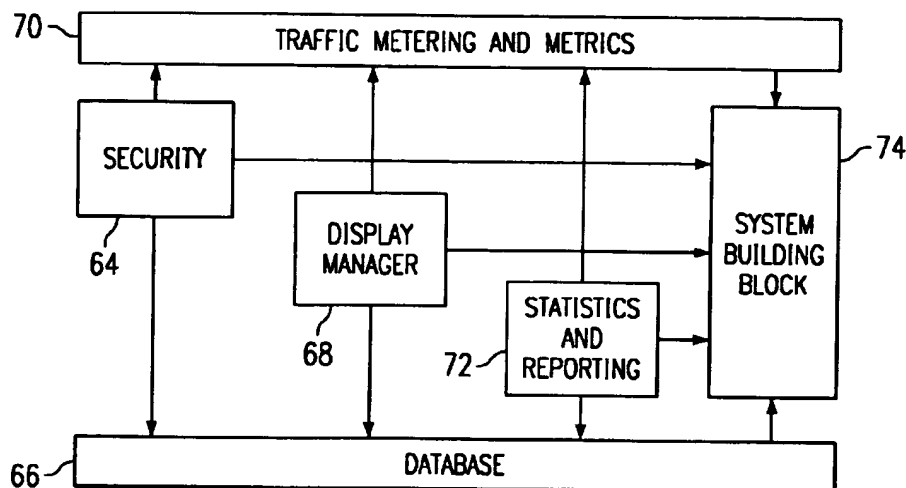 70
TRAFFIC METERING AND METRICS
SECURITY
64
DISPLAY
MANAGER
68
STATISTICS
AND
REPORTING
72
SYSTEM
BUILDING
BLOCK
74
66
DATABASE